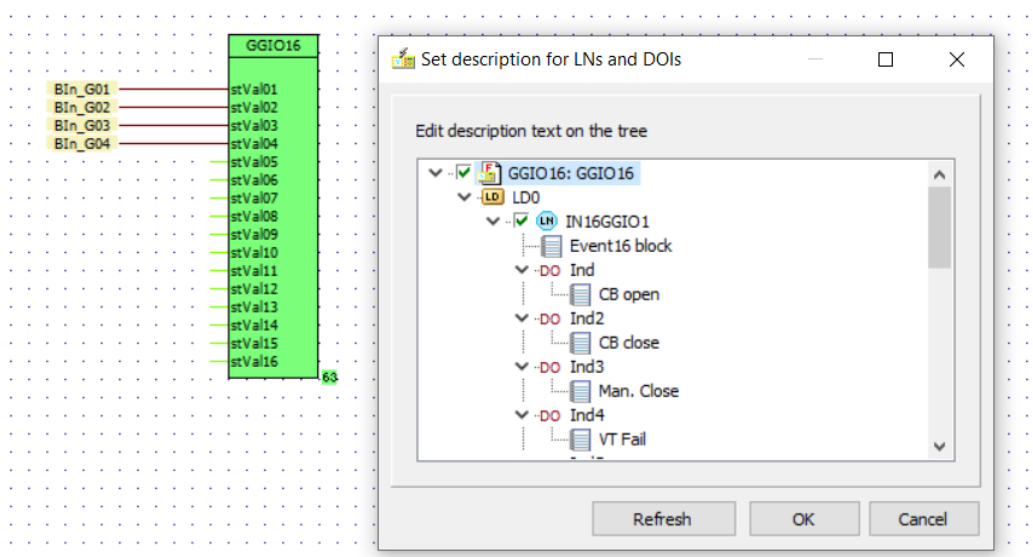 GGIO16
BIn_G01 stVal01
BIn_G02 stVal02
BIn_G03 stVal03
BIn_G04 stVal04
stVal05
stVal06
stVal07
stVal08
stVal09
stVal10
stVal11
stVal12
stVal13
stVal14
stVal15
stVal16
63
Set description for LNs and DOIs
Edit description text on the tree
GGIO16: GGIO16
LD LD0
LN IN16GGIO1
Event16 block
DO Ind
CB open
DO Ind2
CB close
DO Ind3
Man. Close
DO Ind4
VT Fail
Refresh OK Cancel